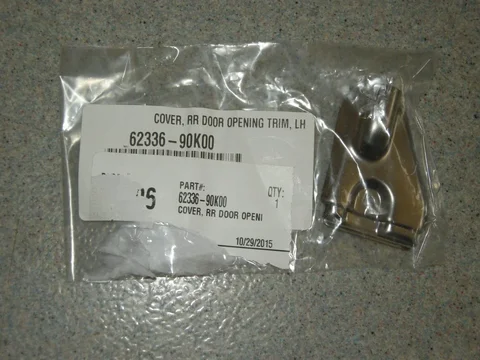 COVER, RR DOOR OPENING TRIM, LH
62336-90K00
PART#:
QTY:
62336-90K00
1
COVER, RR DOOR OPENI
10/29/2015